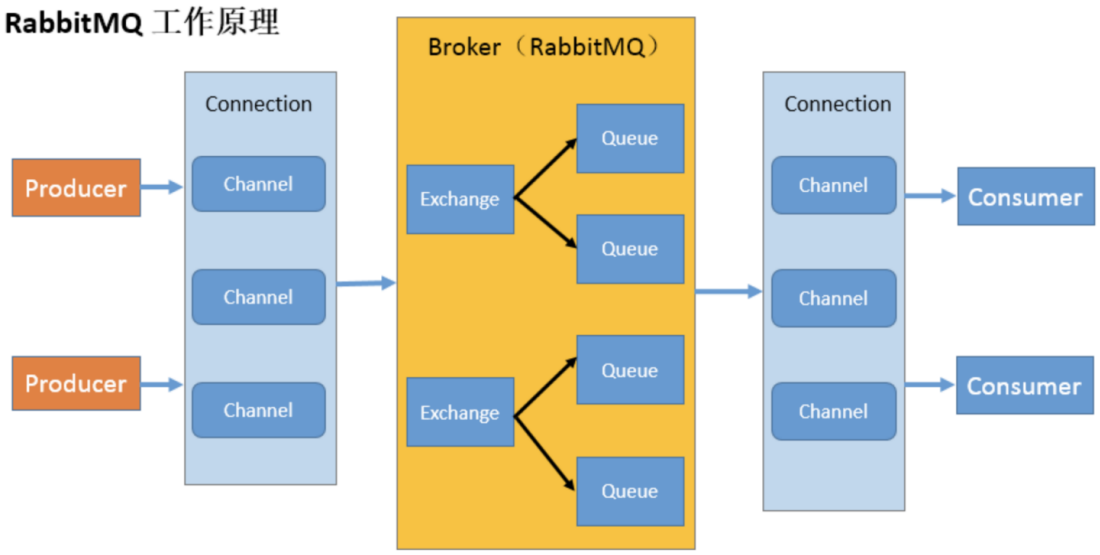 RabbitMQ 工作原理
Broker（RabbitMQ）
Connection
Connection
Queue
Channel
Channel
Producer
Exchange
Consumer
Queue
Channel
Channel
Queue
Producer
Consumer
Exchange
Channel
Channel
Queue